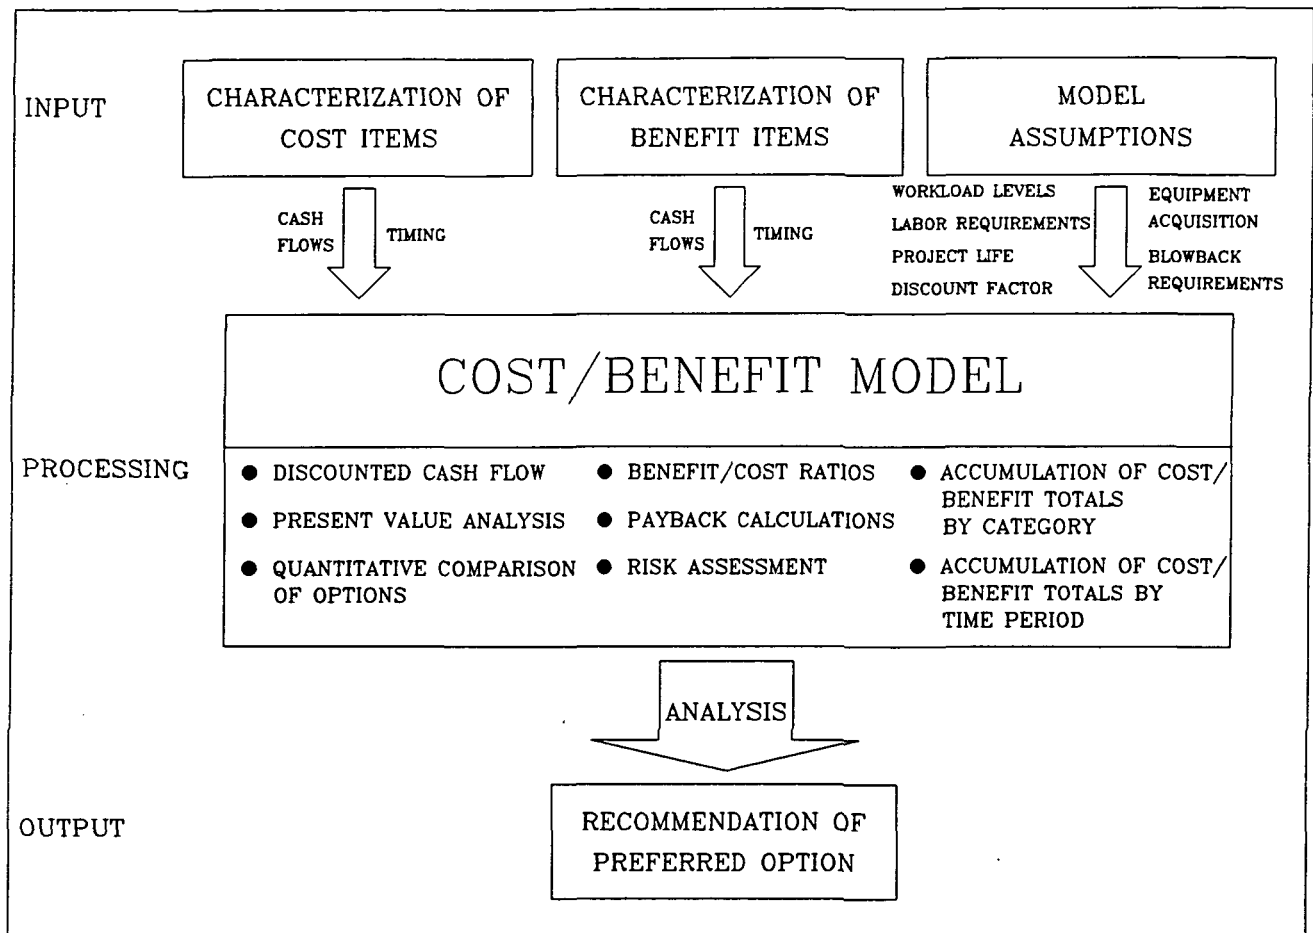 INPUT
CHARACTERIZATION OF
COST ITEMS
CHARACTERIZATION OF
BENEFIT ITEMS
MODEL
ASSUMPTIONS
CASH
FLOWS
TIMING
CASH
FLOWS
TIMING
WORKLOAD LEVELS
LABOR REQUIREMENTS
PROJECT LIFE
DISCOUNT FACTOR
EQUIPMENT
ACQUISITION
BLOWBACK
REQUIREMENTS
COST/BENEFIT MODEL
PROCESSING
● DISCOUNTED CASH FLOW
● PRESENT VALUE ANALYSIS
● QUANTITATIVE COMPARISON
OF OPTIONS
● BENEFIT/COST RATIOS
● PAYBACK CALCULATIONS
● RISK ASSESSMENT
● ACCUMULATION OF COST/
BENEFIT TOTALS
BY CATEGORY
● ACCUMULATION OF COST/
BENEFIT TOTALS BY
TIME PERIOD
ANALYSIS
OUTPUT
RECOMMENDATION OF
PREFERRED OPTION